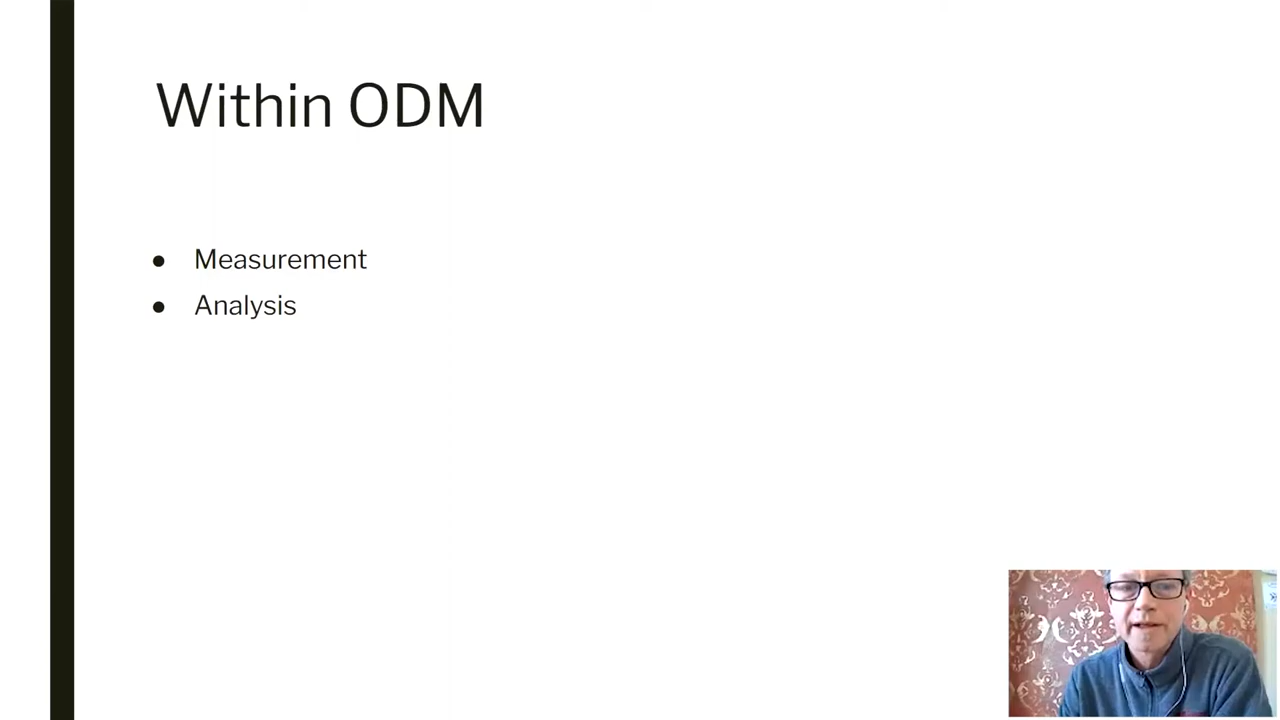 Within ODM
● Measurement
● Analysis